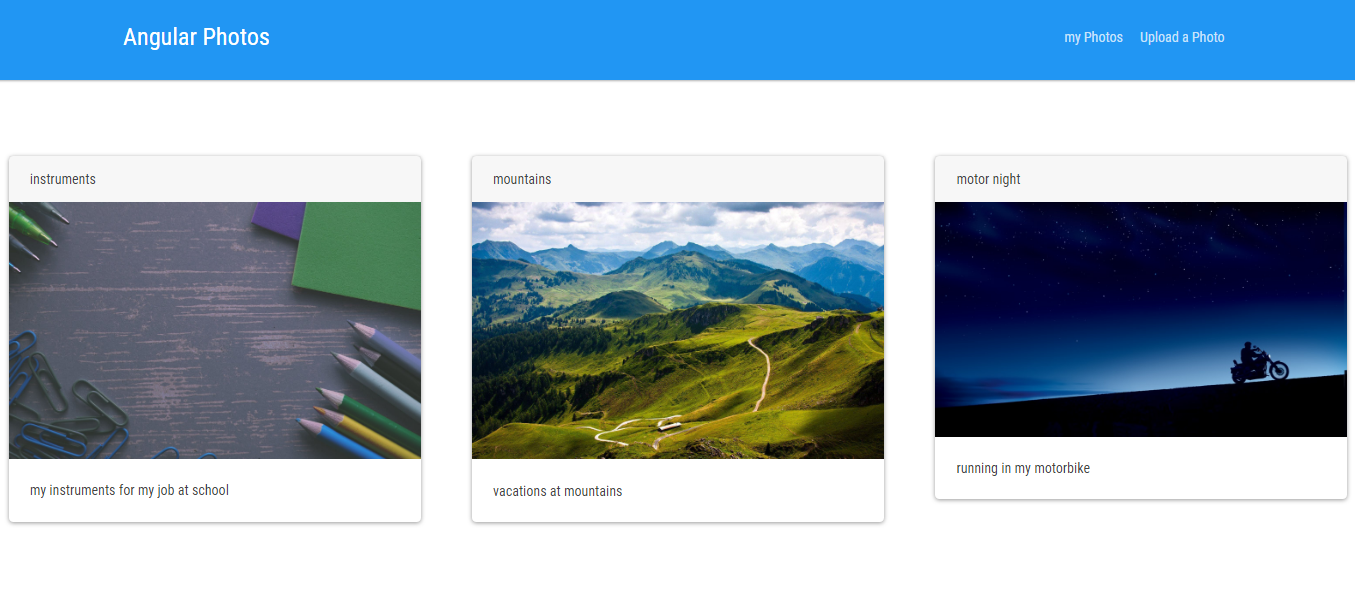 Angular Photos
my Photos
Upload a Photo
instruments
my instruments for my job at school
mountains
vacations at mountains
motor night
running in my motorbike